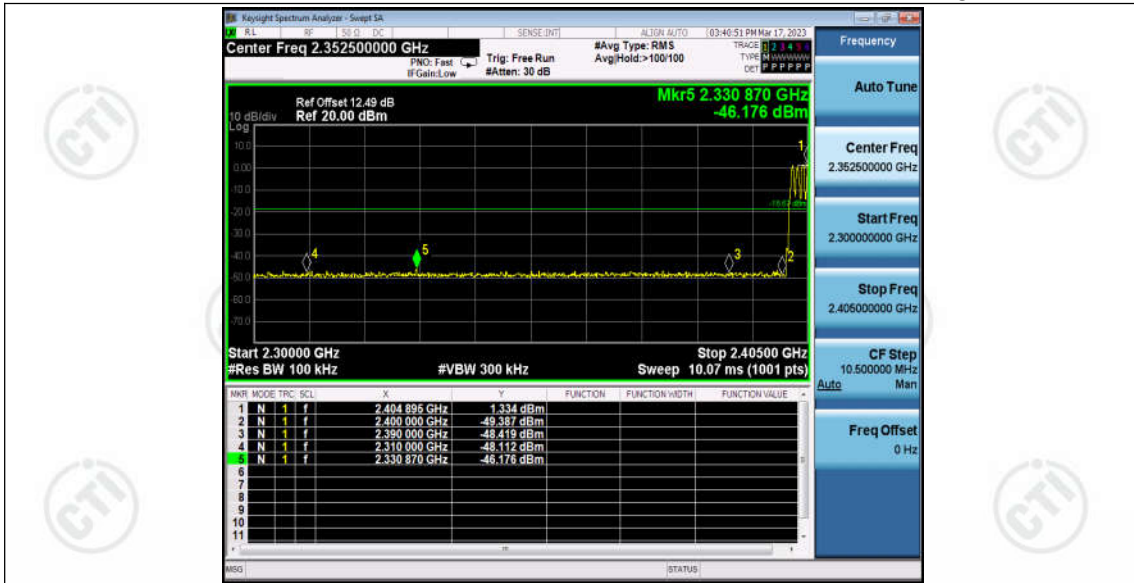 Keysight Spectrum Analyzer - Swept SA
RL RF 50 Ω DC SENSE:INT ALIGN AUTO 03:40:51 PM Mar 17, 2023
Center Freq 2.352500000 GHz
PNO: Fast
IFGain:Low
Trig: Free Run
#Atten: 30 dB
#Avg Type: RMS
Avg|Hold:>100/100
TRACE 1 2 3 4 5 6
TYPE M W W W W W
DET P P P P P P
Ref Offset 12.49 dB
Ref 20.00 dBm
10 dB/div
Log
Mkr5 2.330 870 GHz
-46.176 dBm
10.0
0.00
-10.0
-20.0
-30.0
-40.0
-50.0
-60.0
-70.0
1
2
3
4
5
Start 2.30000 GHz
Stop 2.40500 GHz
#Res BW 100 kHz #VBW 300 kHz Sweep 10.07 ms (1001 pts)
MKR MODE TRC SCL X Y FUNCTION FUNCTION WIDTH FUNCTION VALUE
1 N 1 f 2.404 895 GHz 1.334 dBm
2 N 1 f 2.400 000 GHz -49.387 dBm
3 N 1 f 2.390 000 GHz -48.419 dBm
4 N 1 f 2.310 000 GHz -48.112 dBm
5 N 1 f 2.330 870 GHz -46.176 dBm
6
7
8
9
10
11
MSG STATUS
Frequency
Auto Tune
Center Freq
2.352500000 GHz
Start Freq
2.300000000 GHz
Stop Freq
2.405000000 GHz
CF Step
10.500000 MHz
Auto Man
Freq Offset
0 Hz
CTI
CTI
CTI
CTI